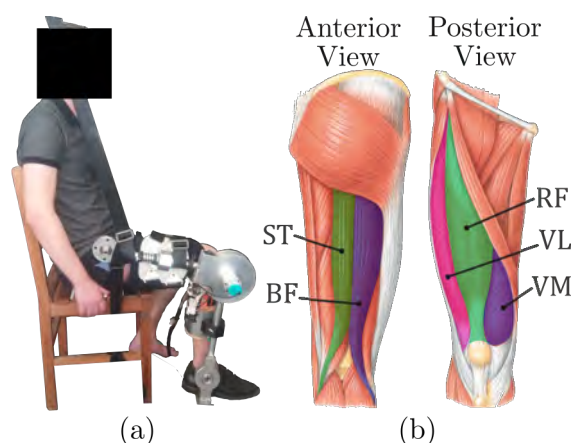 Anterior
View
Posterior
View
ST
BF
RF
VL
VM
(a)
(b)